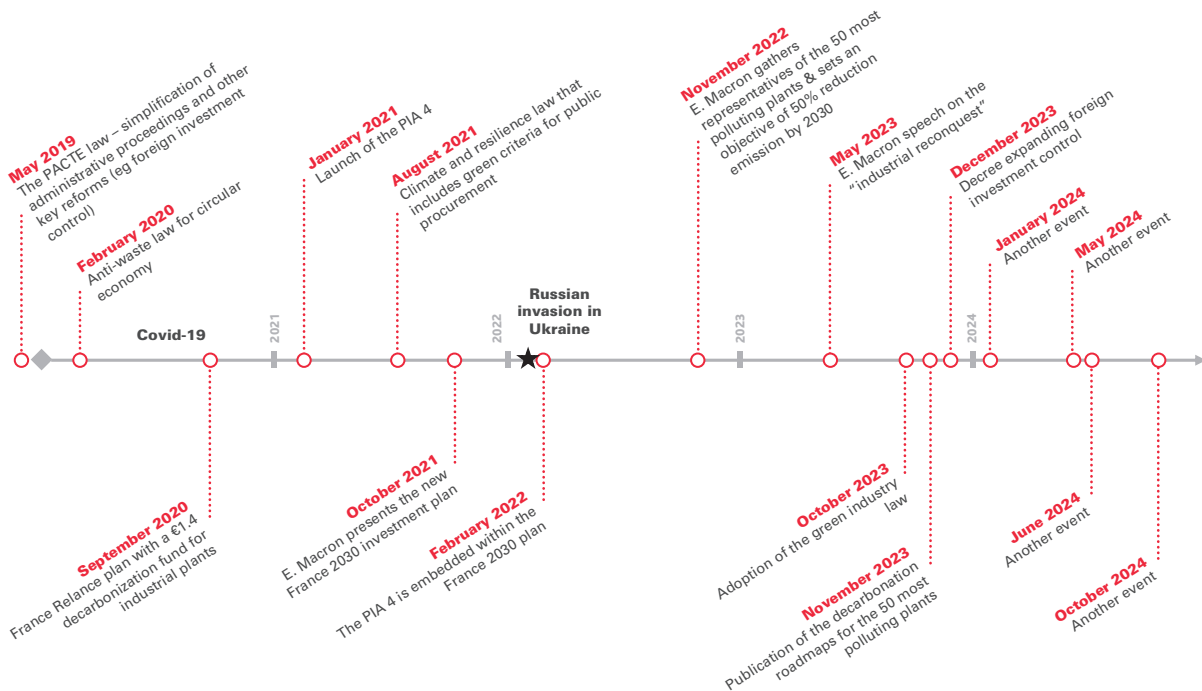 May 2019
The PACTE law – simplification of
administrative proceedings and other
key reforms (eg foreign investment
control)
February 2020
Anti-waste law for circular
economy
Covid-19
September 2020
France Relance plan with a €1.4
decarbonization fund for
industrial plants
2021
January 2021
Launch of the PIA 4
August 2021
Climate and resilience law that
includes green criteria for public
procurement
October 2021
E. Macron presents the new
France 2030 investment plan
2022
Russian
invasion in
Ukraine
February 2022
The PIA 4 is embedded within the
France 2030 plan
November 2022
E. Macron gathers
representatives of the 50 most
polluting plants & sets an
objective of 50% reduction
emission by 2030
2023
May 2023
E. Macron speech on the
“industrial reconquest”
October 2023
Adoption of the green industry
law
November 2023
Publication of the decarbonation
roadmaps for the 50 most
polluting plants
December 2023
Decree expanding foreign
investment control
2024
January 2024
Another event
May 2024
Another event
June 2024
Another event
October 2024
Another event